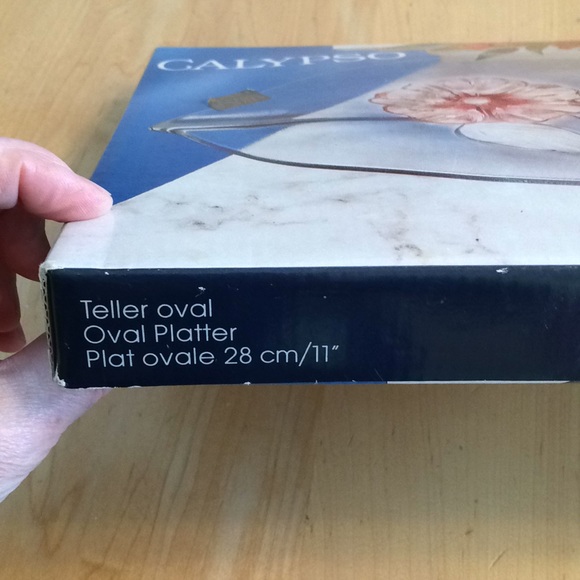 CALYPSO
Teller oval
Oval Platter
Plat ovale 28 cm/11"